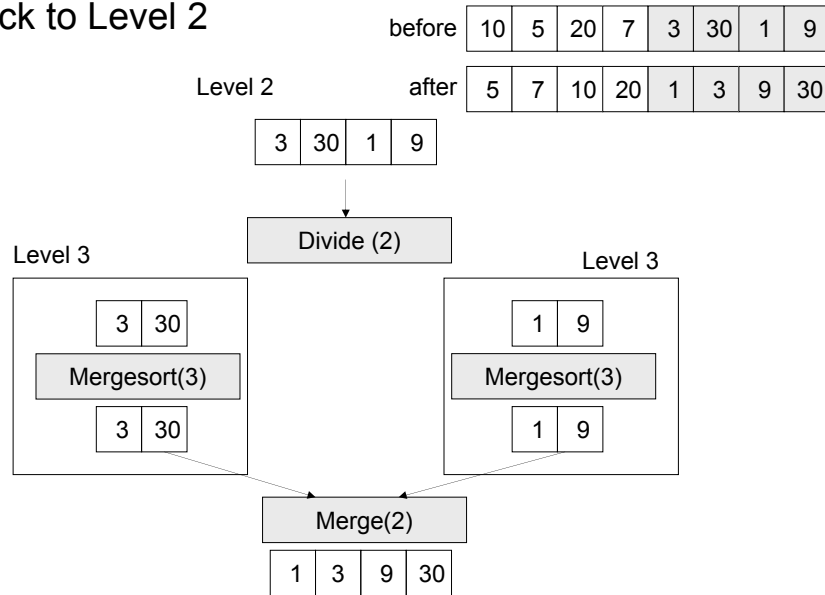 ck to Level 2
before 10 5 20 7 3 30 1 9
Level 2 after 5 7 10 20 1 3 9 30
3 30 1 9
Divide (2)
Level 3 Level 3
3 30 1 9
Mergesort(3) Mergesort(3)
3 30 1 9
Merge(2)
1 3 9 30